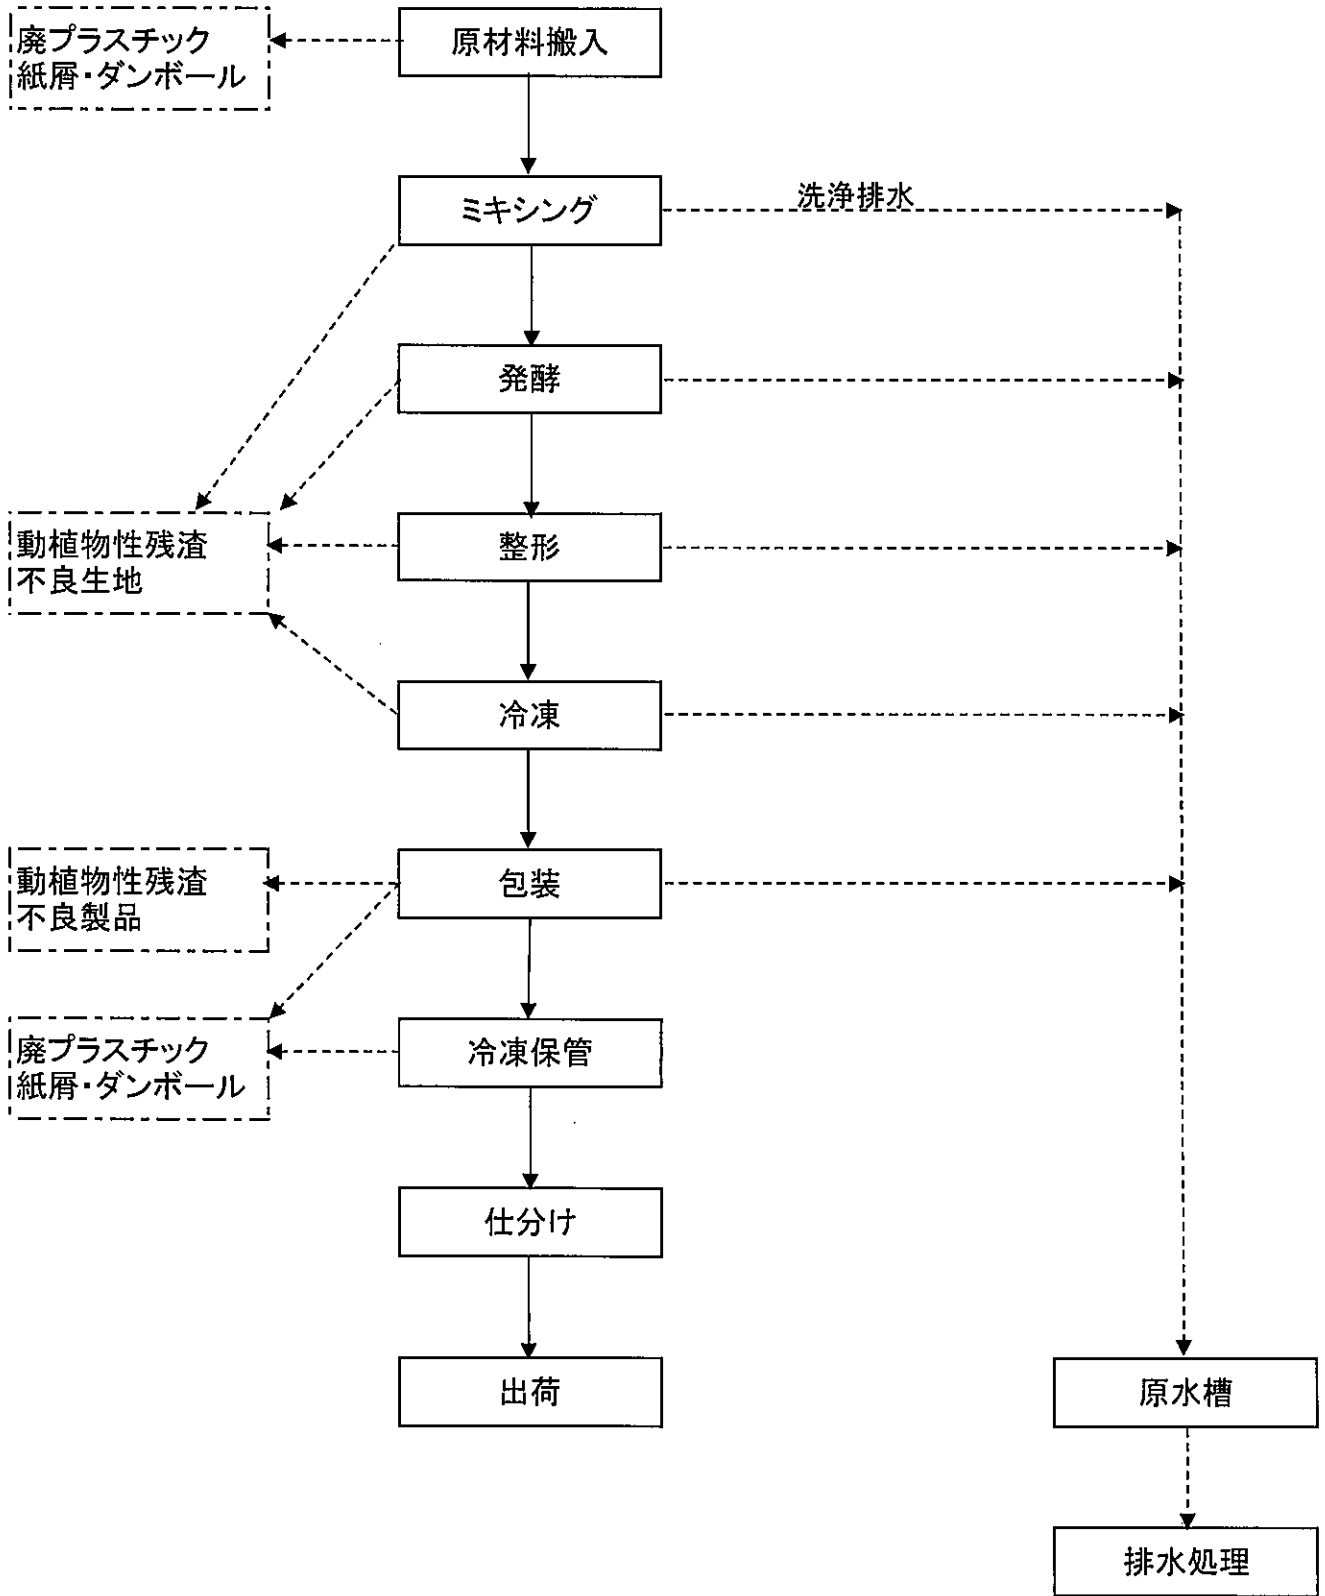 廃プラスチック
紙屑・ダンボール
原材料搬入
ミキシング
洗浄排水
発酵
動植物性残渣
不良生地
整形
冷凍
動植物性残渣
不良製品
包装
廃プラスチック
紙屑・ダンボール
冷凍保管
仕分け
出荷
原水槽
排水処理